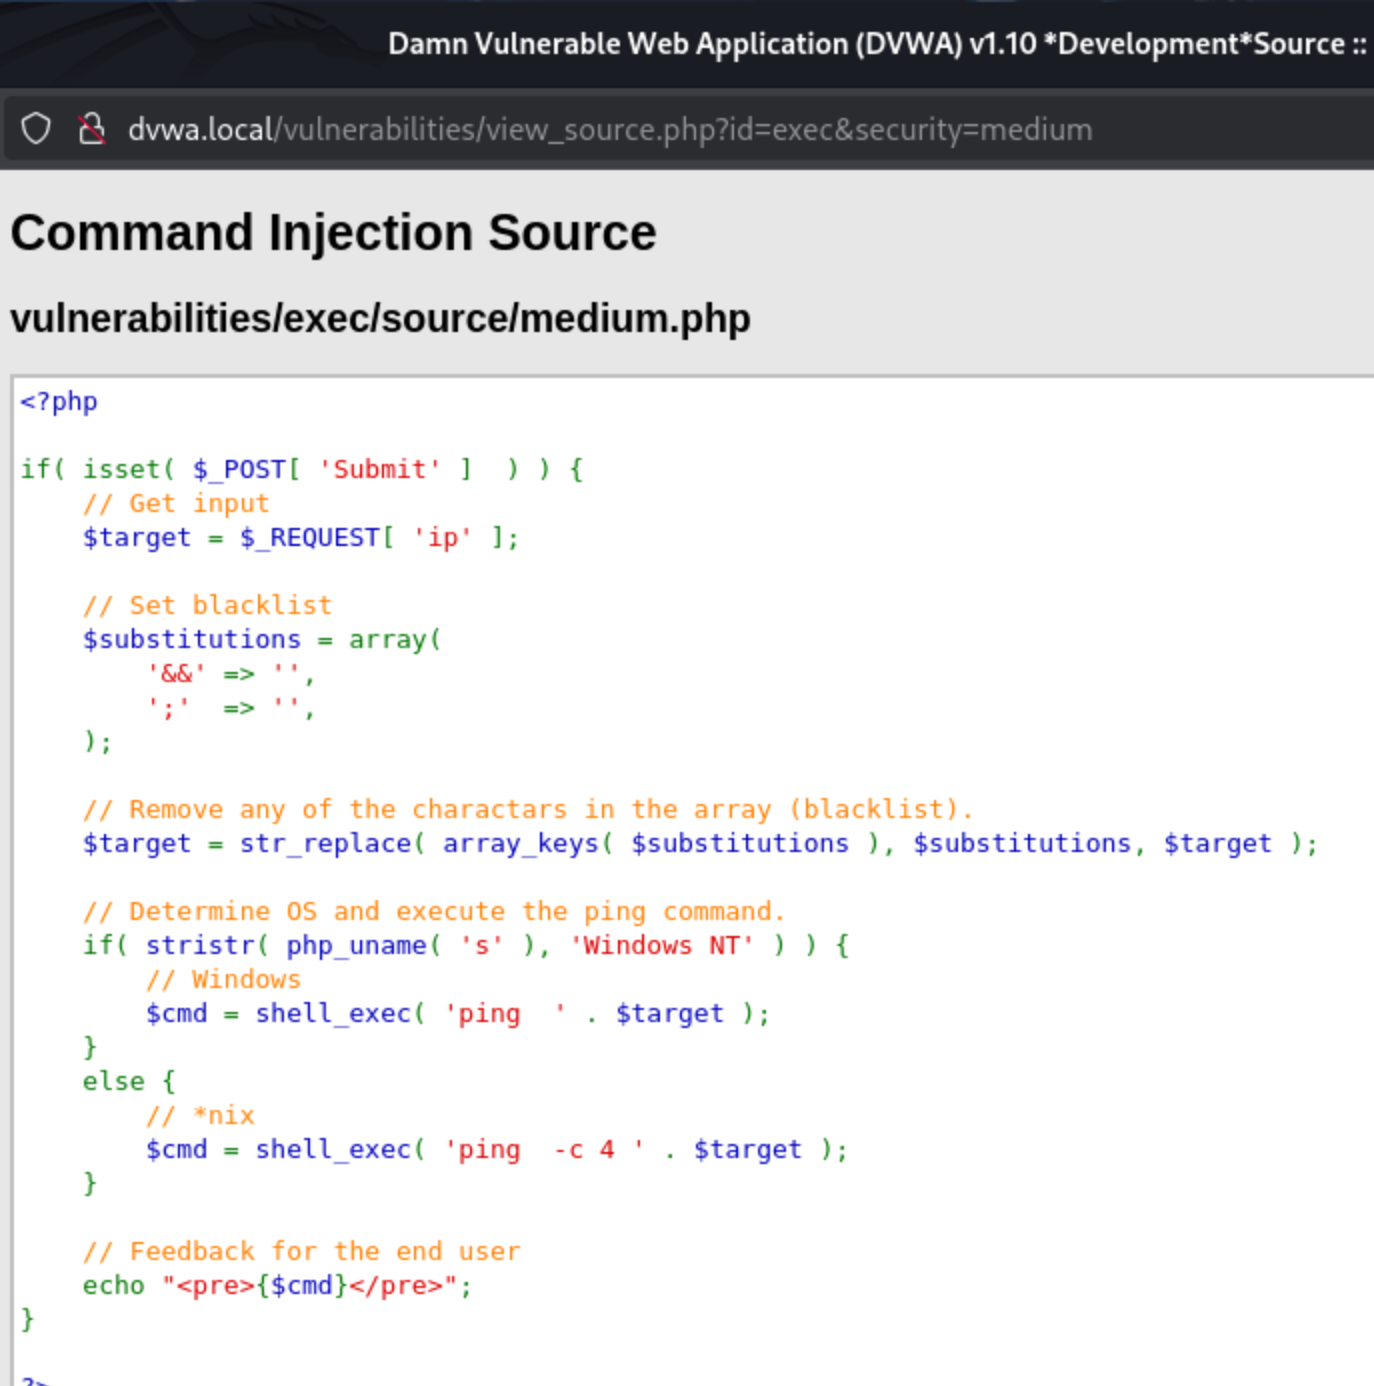 Damn Vulnerable Web Application (DVWA) v1.10 *Development*Source ::
dvwa.local/vulnerabilities/view_source.php?id=exec&security=medium
Command Injection Source
vulnerabilities/exec/source/medium.php
<?php
if( isset( $_POST[ 'Submit' ]  ) ) {
    // Get input
    $target = $_REQUEST[ 'ip' ];
    // Set blacklist
    $substitutions = array(
        '&&' => '',
        ';'  => '',
    );
    // Remove any of the charactars in the array (blacklist).
    $target = str_replace( array_keys( $substitutions ), $substitutions, $target );
    // Determine OS and execute the ping command.
    if( stristr( php_uname( 's' ), 'Windows NT' ) ) {
        // Windows
        $cmd = shell_exec( 'ping  ' . $target );
    }
    else {
        // *nix
        $cmd = shell_exec( 'ping  -c 4 ' . $target );
    }
    // Feedback for the end user
    echo "<pre>{$cmd}</pre>";
}
?>